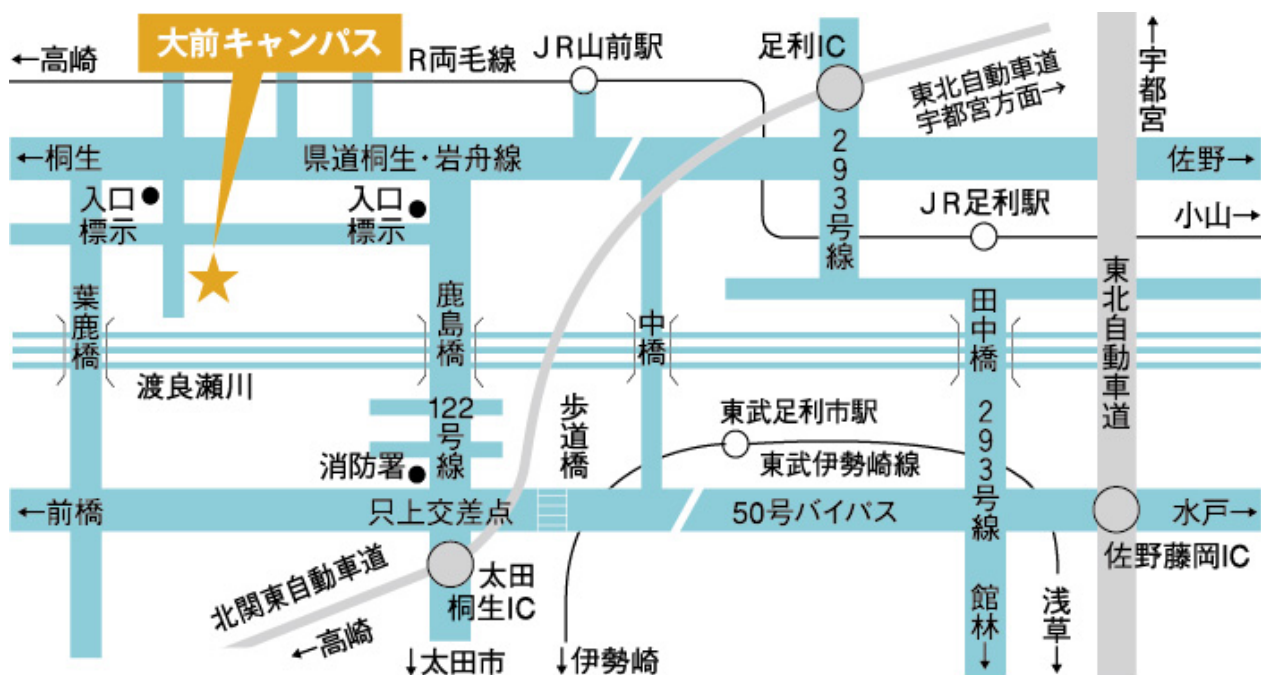 大前キャンパス
←高崎
R両毛線
JR山前駅
足利IC
東北自動車道
宇都宮方面→
←宇都宮
←桐生
県道桐生・岩舟線
293号線
佐野→
入口
標示
入口
標示
JR足利駅
小山→
葉鹿橋
鹿島橋
中橋
田中橋
東北自動車道
渡良瀬川
122号線
歩道橋
東武足利市駅
東武伊勢崎線
293号線
消防署
←前橋
只上交差点
50号バイパス
水戸→
佐野藤岡IC
北関東自動車道
←高崎
太田
桐生IC
↓太田市
↓伊勢崎
館林↓
浅草↓